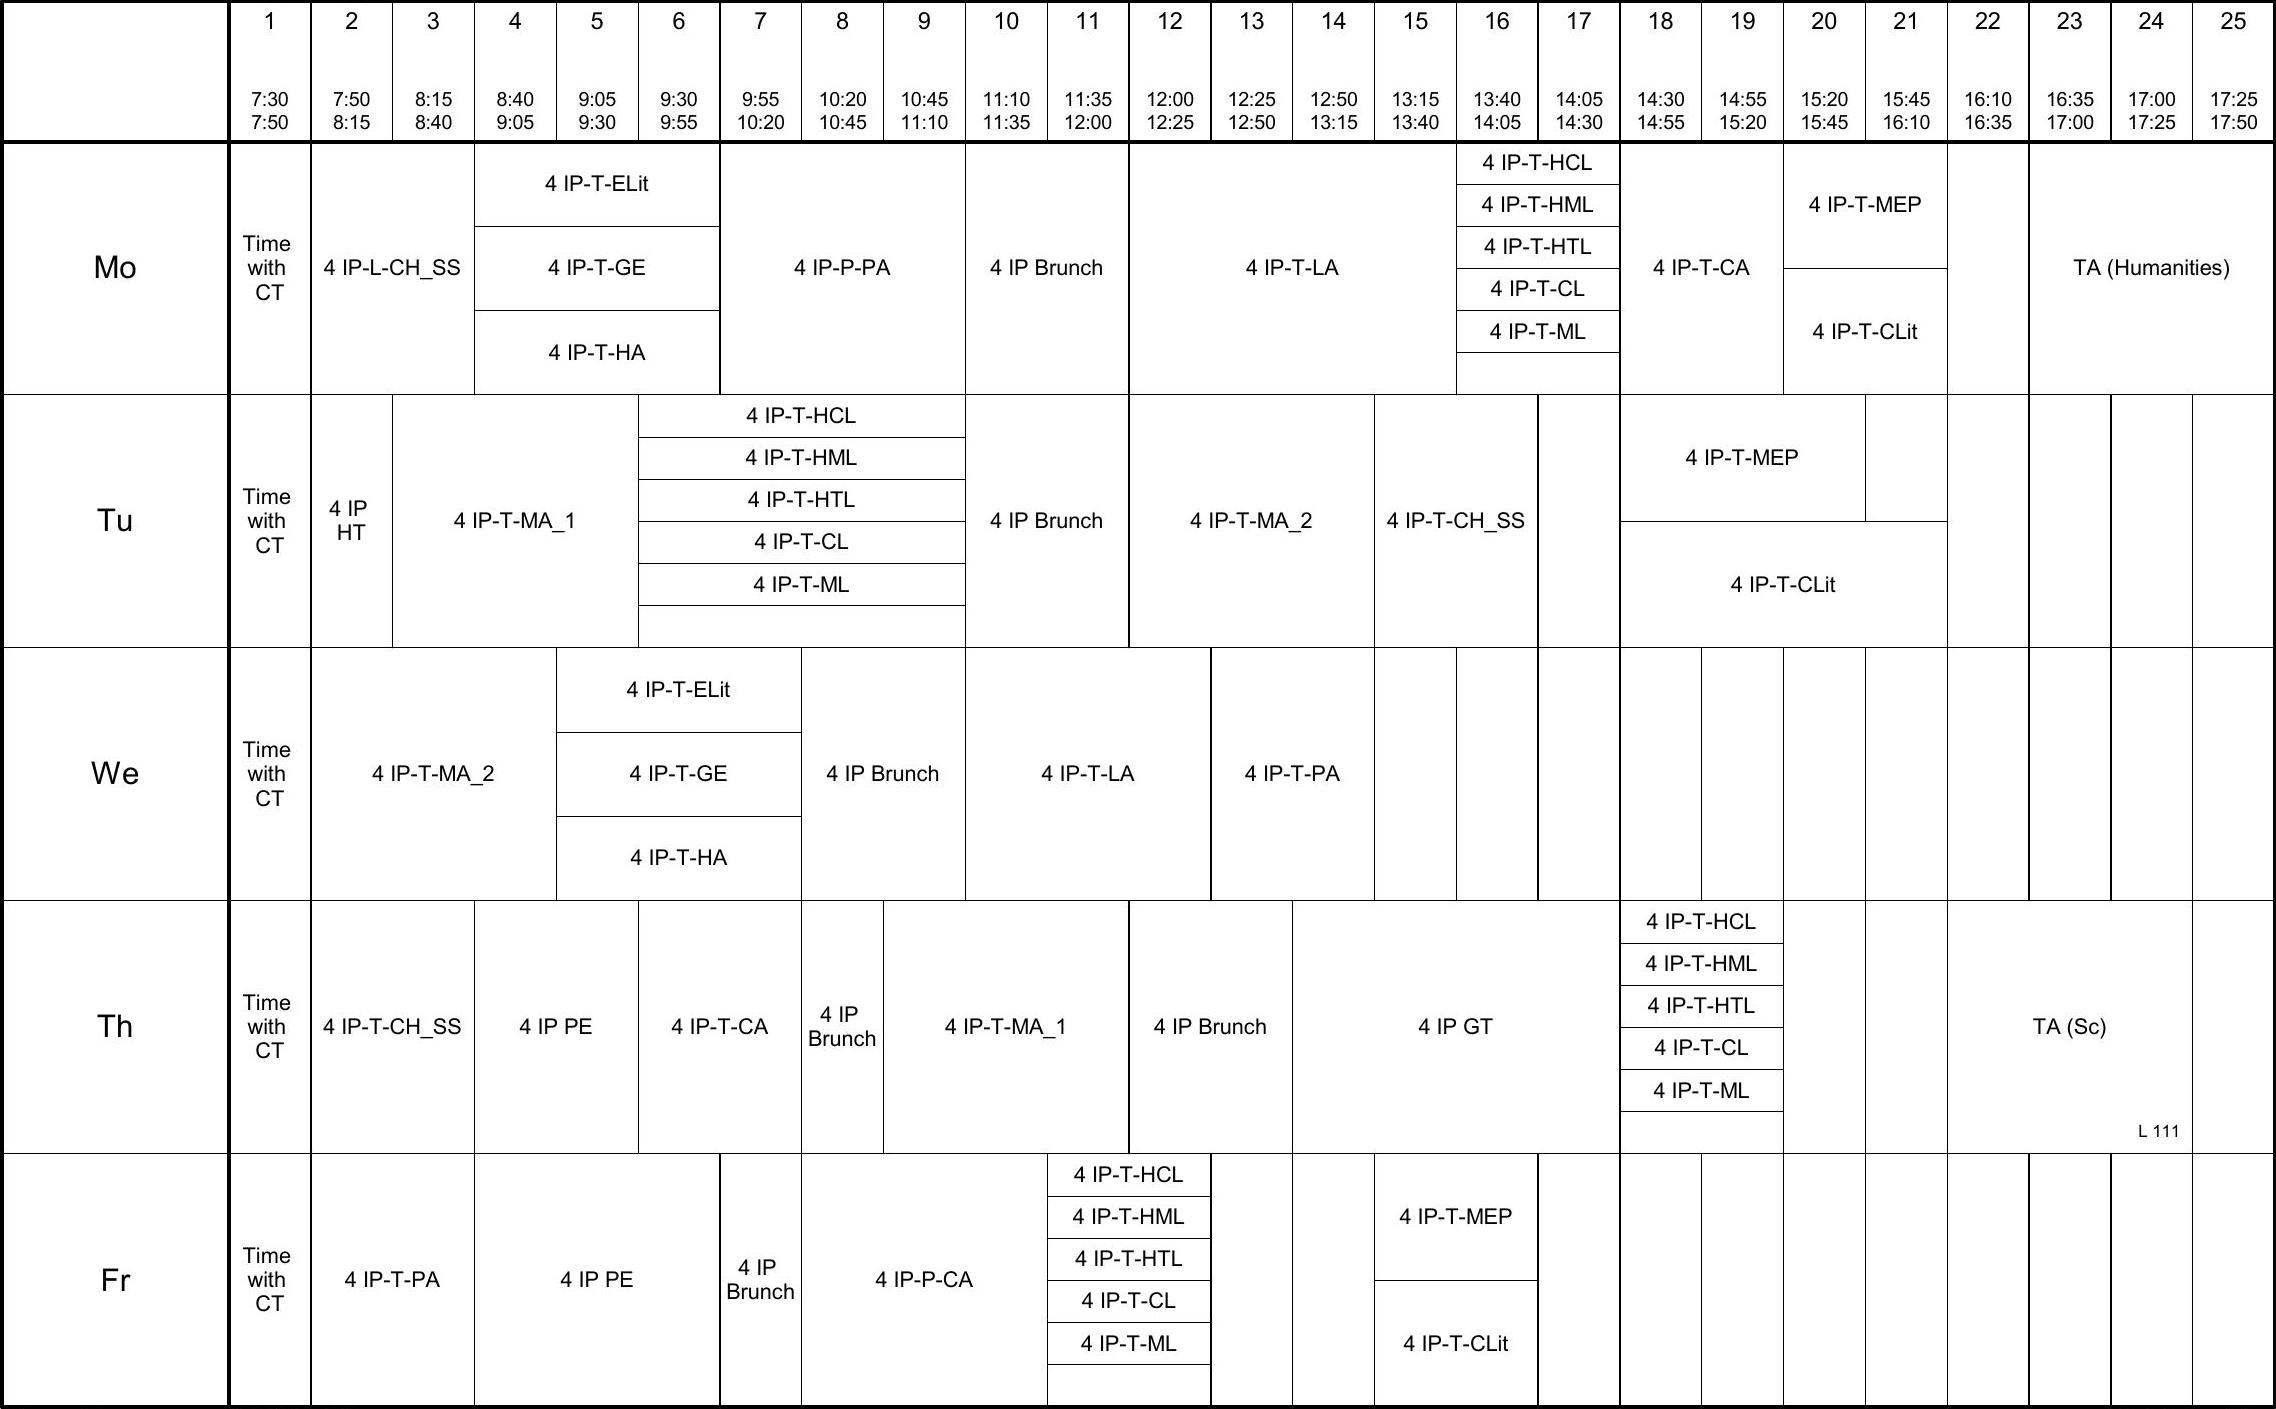 1 2 3 4 5 6 7 8 9 10 11 12 13 14 15 16 17 18 19 20 21 22 23 24 25
7:30 7:50 8:15 8:40 9:05 9:30 9:55 10:20 10:45 11:10 11:35 12:00 12:25 12:50 13:15 13:40 14:05 14:30 14:55 15:20 15:45 16:10 16:35 17:00 17:25
7:50 8:15 8:40 9:05 9:30 9:55 10:20 10:45 11:10 11:35 12:00 12:25 12:50 13:15 13:40 14:05 14:30 14:55 15:20 15:45 16:10 16:35 17:00 17:25 17:50
Mo
Time
with
CT
4 IP-L-CH_SS
4 IP-T-ELit
4 IP-T-GE
4 IP-T-HA
4 IP-P-PA
4 IP Brunch
4 IP-T-LA
4 IP-T-HCL
4 IP-T-HML
4 IP-T-HTL
4 IP-T-CL
4 IP-T-ML
4 IP-T-CA
4 IP-T-MEP
4 IP-T-CLit
TA (Humanities)
Tu
Time
with
CT
4 IP
HT
4 IP-T-MA_1
4 IP-T-HCL
4 IP-T-HML
4 IP-T-HTL
4 IP-T-CL
4 IP-T-ML
4 IP Brunch
4 IP-T-MA_2
4 IP-T-CH_SS
4 IP-T-MEP
4 IP-T-CLit
We
Time
with
CT
4 IP-T-MA_2
4 IP-T-ELit
4 IP-T-GE
4 IP-T-HA
4 IP Brunch
4 IP-T-LA
4 IP-T-PA
Th
Time
with
CT
4 IP-T-CH_SS
4 IP PE
4 IP-T-CA
4 IP
Brunch
4 IP-T-MA_1
4 IP Brunch
4 IP GT
4 IP-T-HCL
4 IP-T-HML
4 IP-T-HTL
4 IP-T-CL
4 IP-T-ML
TA (Sc)
L 111
Fr
Time
with
CT
4 IP-T-PA
4 IP PE
4 IP
Brunch
4 IP-P-CA
4 IP-T-HCL
4 IP-T-HML
4 IP-T-HTL
4 IP-T-CL
4 IP-T-ML
4 IP-T-MEP
4 IP-T-CLit